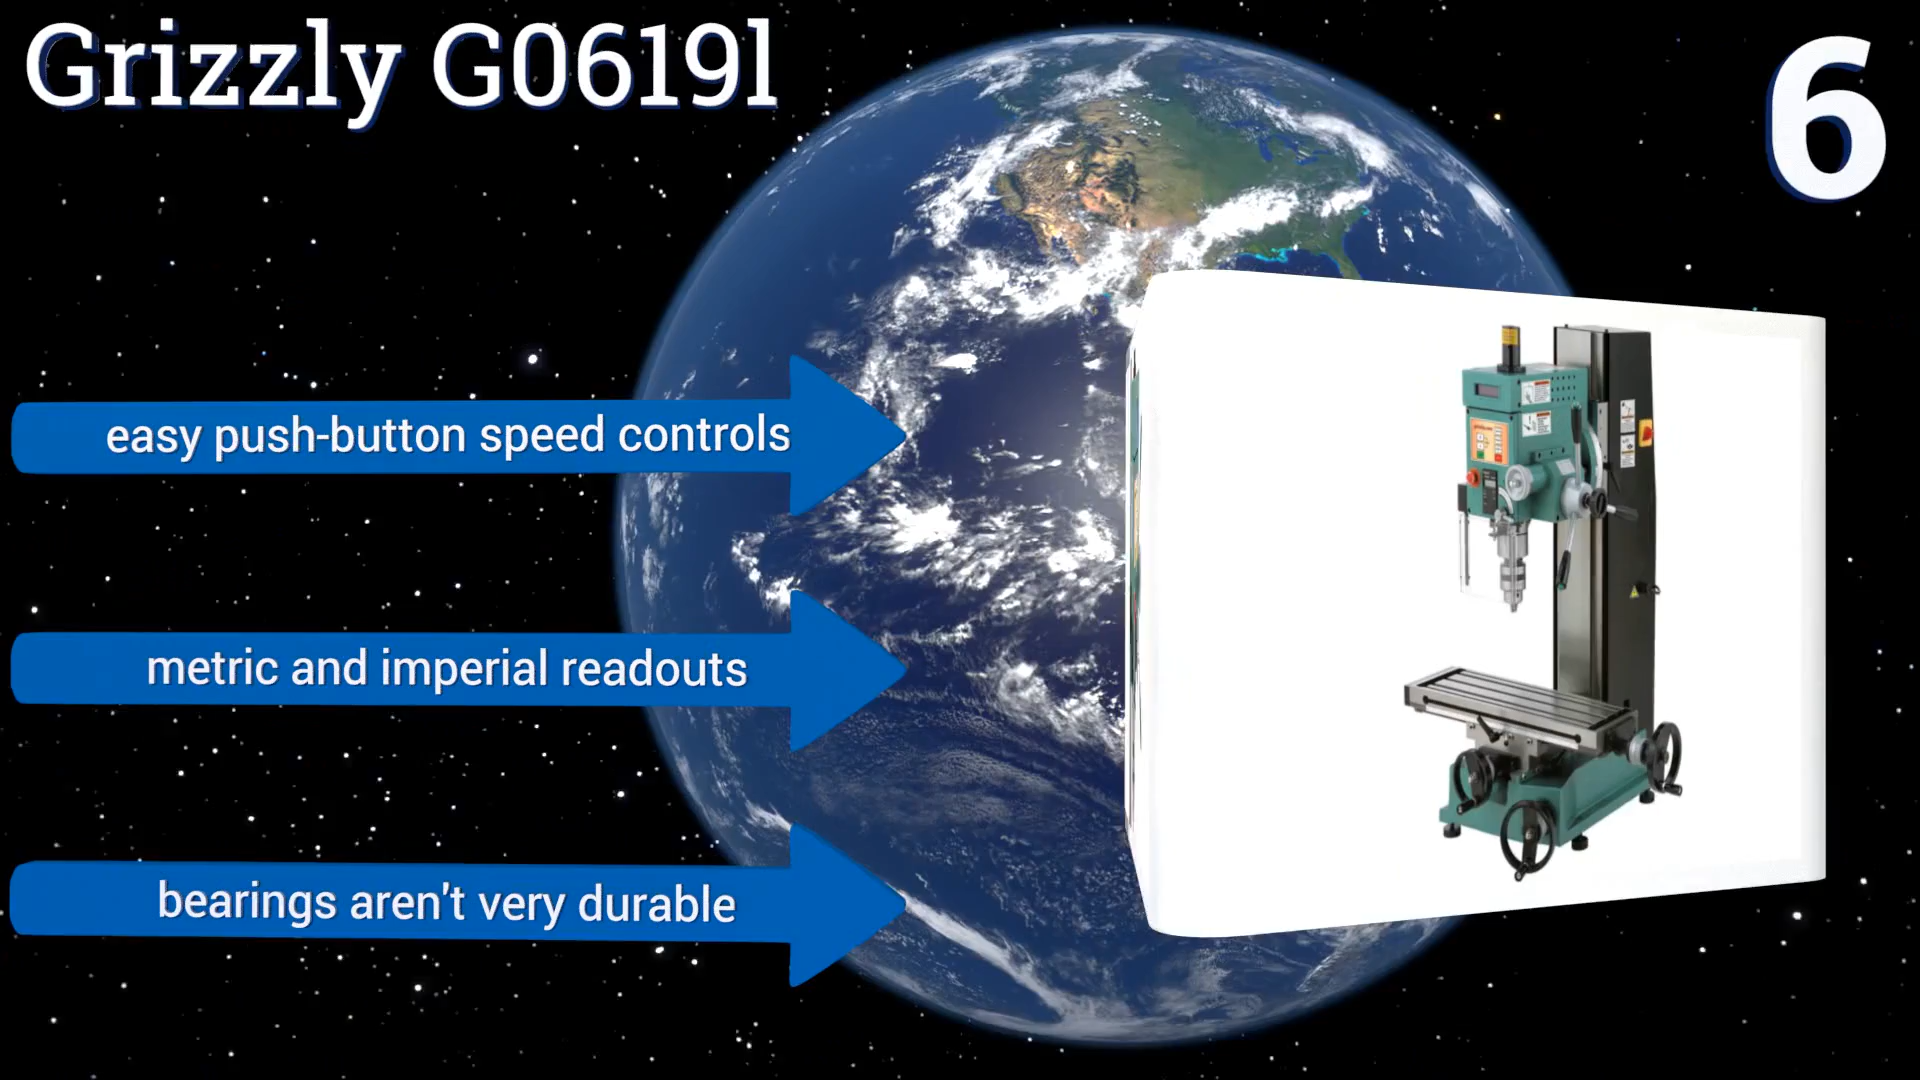 Grizzly G0619l
6
easy push-button speed controls
metric and imperial readouts
bearings aren't very durable